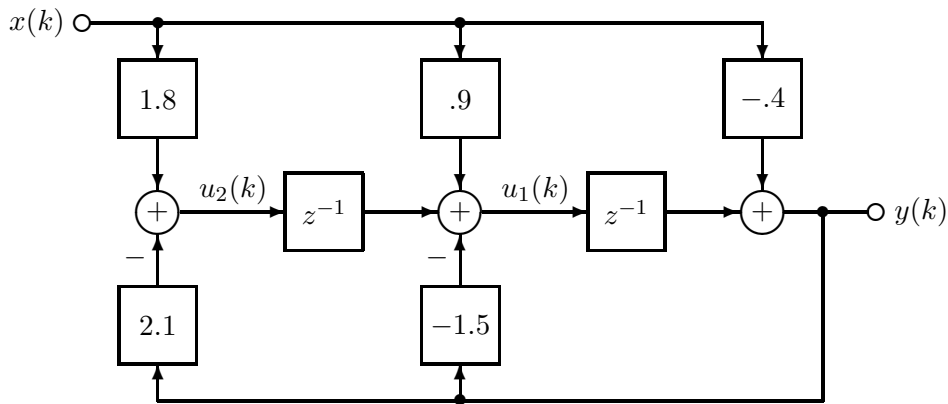 x(k)
1.8 .9 −.4
+ u₂(k) z⁻¹ + u₁(k) z⁻¹ + y(k)
− −
2.1 −1.5